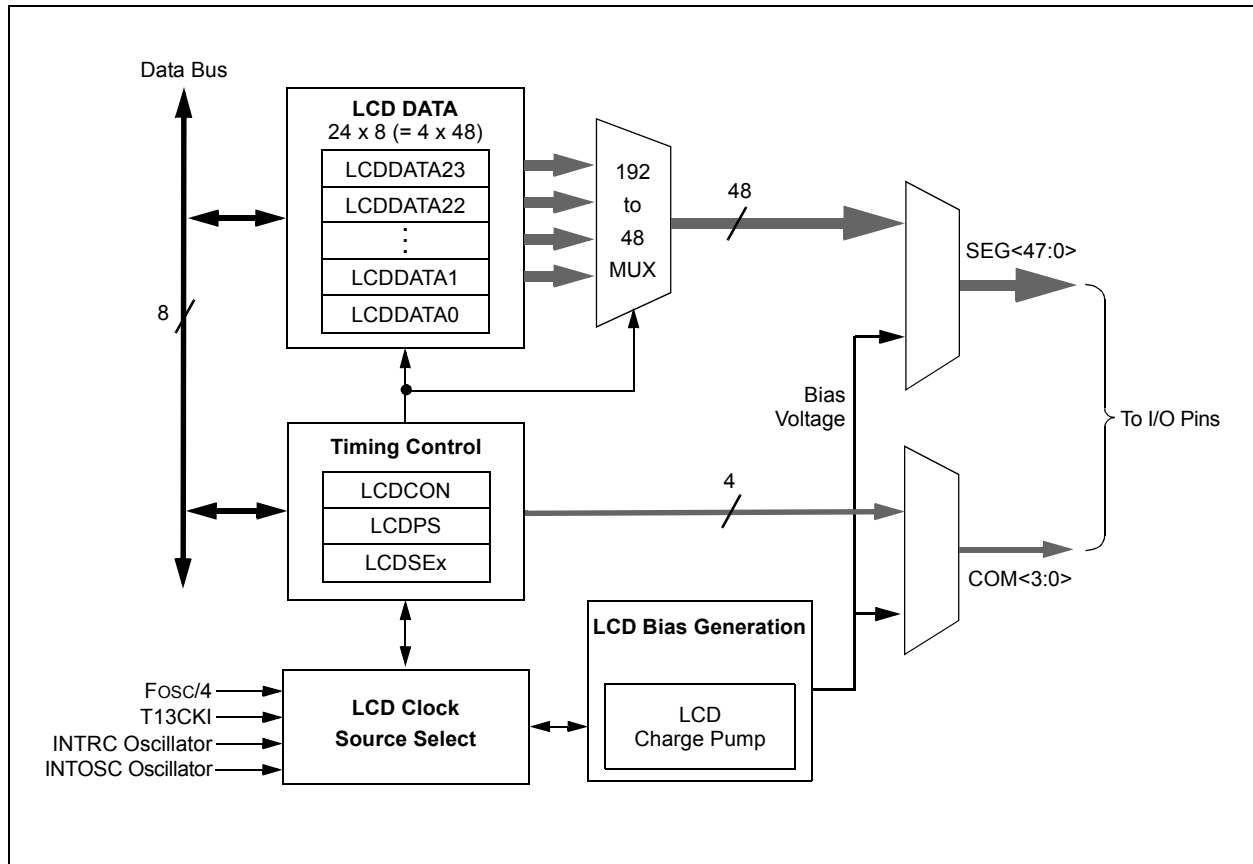 Data Bus
LCD DATA
24 x 8 (= 4 x 48)
LCDDATA23
LCDDATA22
⋮
LCDDATA1
LCDDATA0
192
to
48
MUX
48
SEG<47:0>
8
Bias
Voltage
To I/O Pins
Timing Control
LCDCON
LCDPS
LCDSEx
4
COM<3:0>
LCD Bias Generation
LCD
Charge Pump
FOSC/4
T13CKI
INTRC Oscillator
INTOSC Oscillator
LCD Clock
Source Select